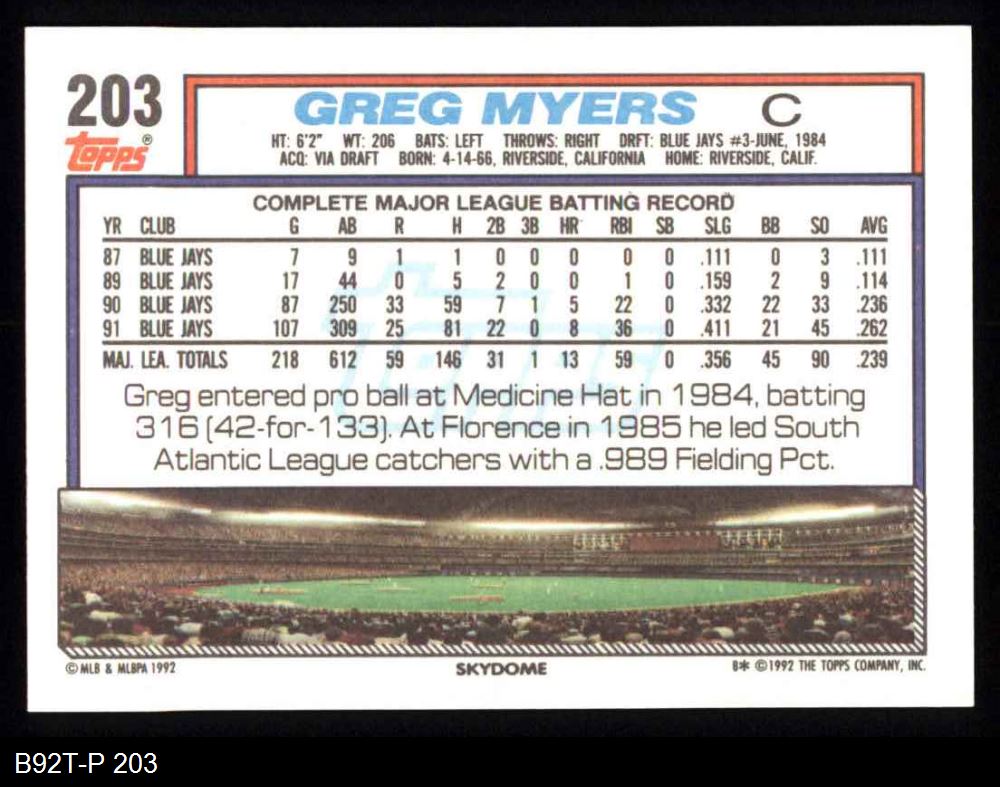 203
Topps®
GREG MYERS C
HT: 6'2" WT: 206 BATS: LEFT THROWS: RIGHT DRFT: BLUE JAYS #3-JUNE, 1984
ACQ: VIA DRAFT BORN: 4-14-66, RIVERSIDE, CALIFORNIA HOME: RIVERSIDE, CALIF.
COMPLETE MAJOR LEAGUE BATTING RECORD
YR CLUB G AB R H 2B 3B HR RBI SB SLG BB SO AVG
87 BLUE JAYS 7 9 1 1 0 0 0 0 0 .111 0 3 .111
89 BLUE JAYS 17 44 0 5 2 0 0 1 0 .159 2 9 .114
90 BLUE JAYS 87 250 33 59 7 1 5 22 0 .332 22 33 .236
91 BLUE JAYS 107 309 25 81 22 0 8 36 0 .411 21 45 .262
MAJ. LEA. TOTALS 218 612 59 146 31 1 13 59 0 .356 45 90 .239
Greg entered pro ball at Medicine Hat in 1984, batting
316 (42-for-133). At Florence in 1985 he led South
Atlantic League catchers with a .989 Fielding Pct.
© MLB & MLBPA 1992 SKYDOME B* © 1992 THE TOPPS COMPANY, INC.
B92T-P 203